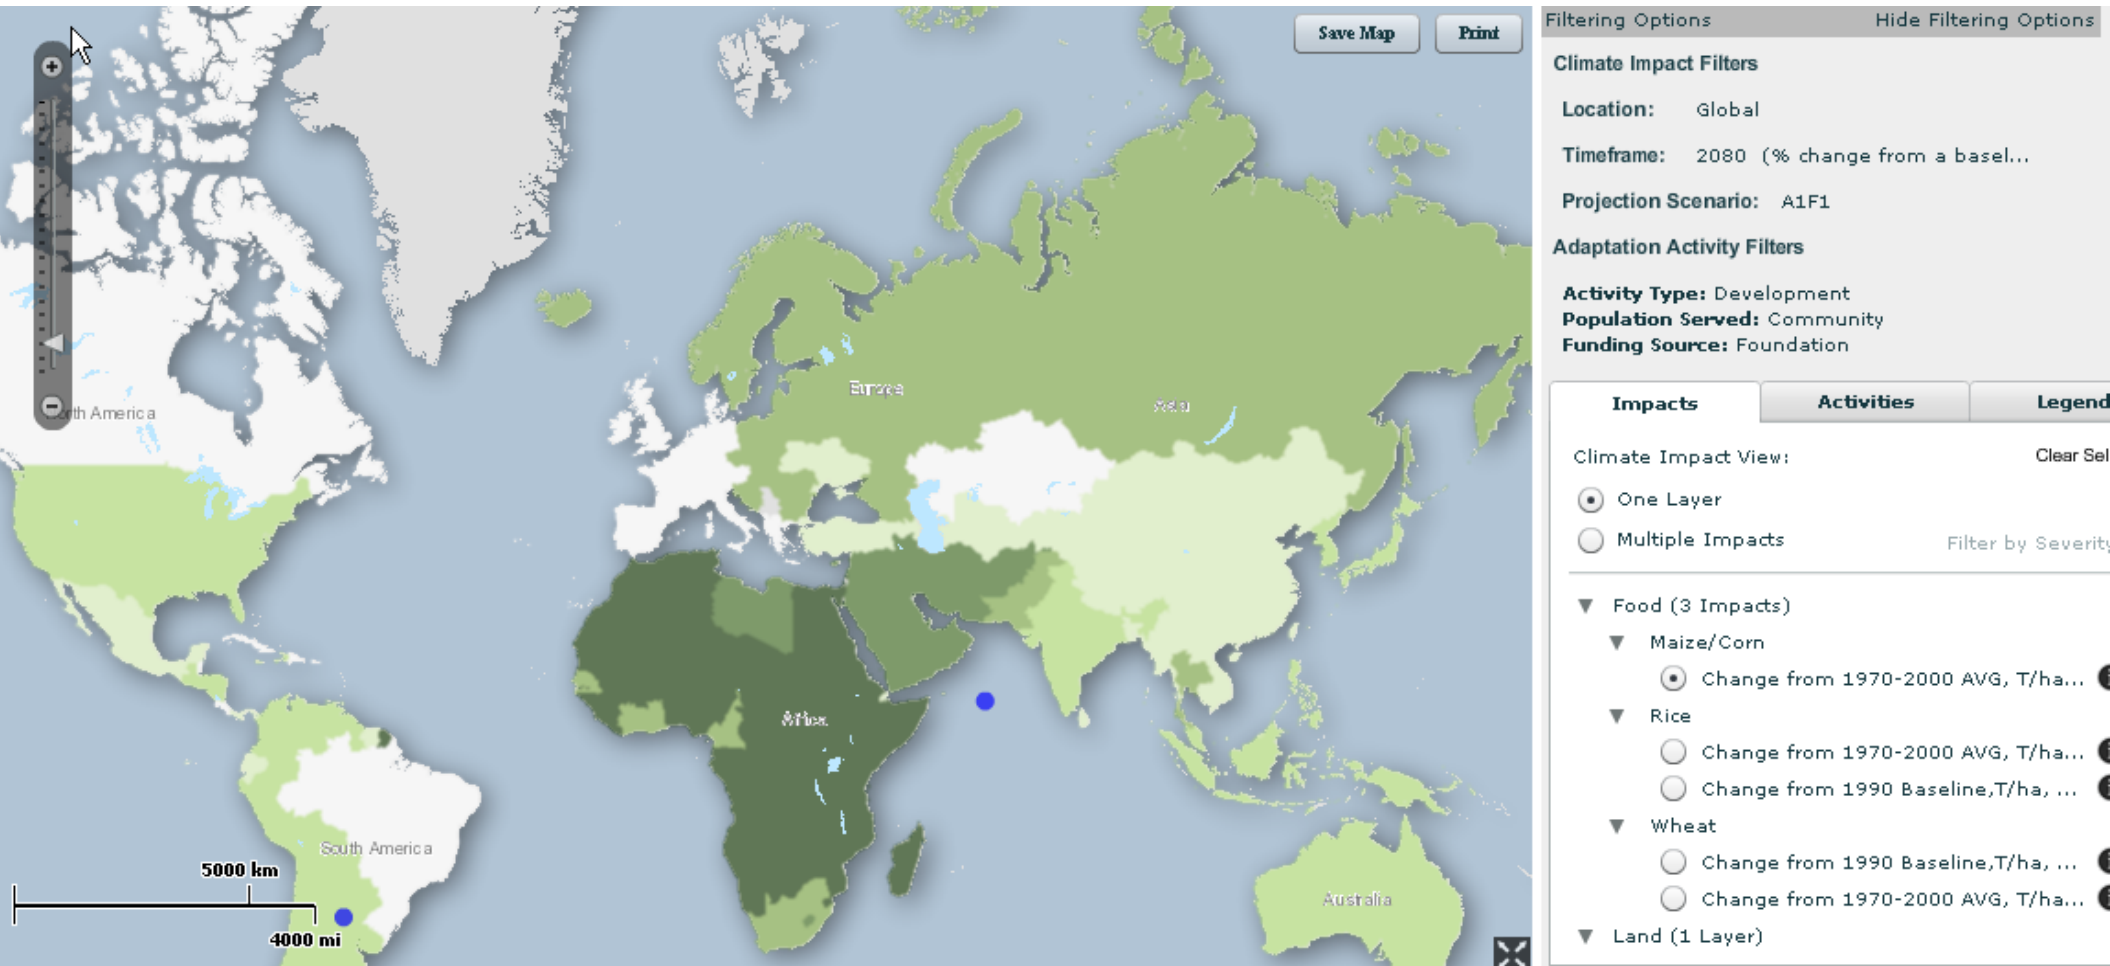 Save Map
Print
Filtering Options
Hide Filtering Options
Climate Impact Filters
Location: Global
Timeframe: 2080 (% change from a basel...
Projection Scenario: A1F1
Adaptation Activity Filters
Activity Type: Development
Population Served: Community
Funding Source: Foundation
Impacts
Activities
Legend
Climate Impact View:
Clear Sel
One Layer
Multiple Impacts
Filter by Severity
Food (3 Impacts)
Maize/Corn
Change from 1970-2000 AVG, T/ha...
Rice
Change from 1970-2000 AVG, T/ha...
Change from 1990 Baseline,T/ha, ...
Wheat
Change from 1990 Baseline,T/ha, ...
Change from 1970-2000 AVG, T/ha...
Land (1 Layer)
Europe
Asia
rth America
Africa
South America
Australia
5000 km
4000 mi